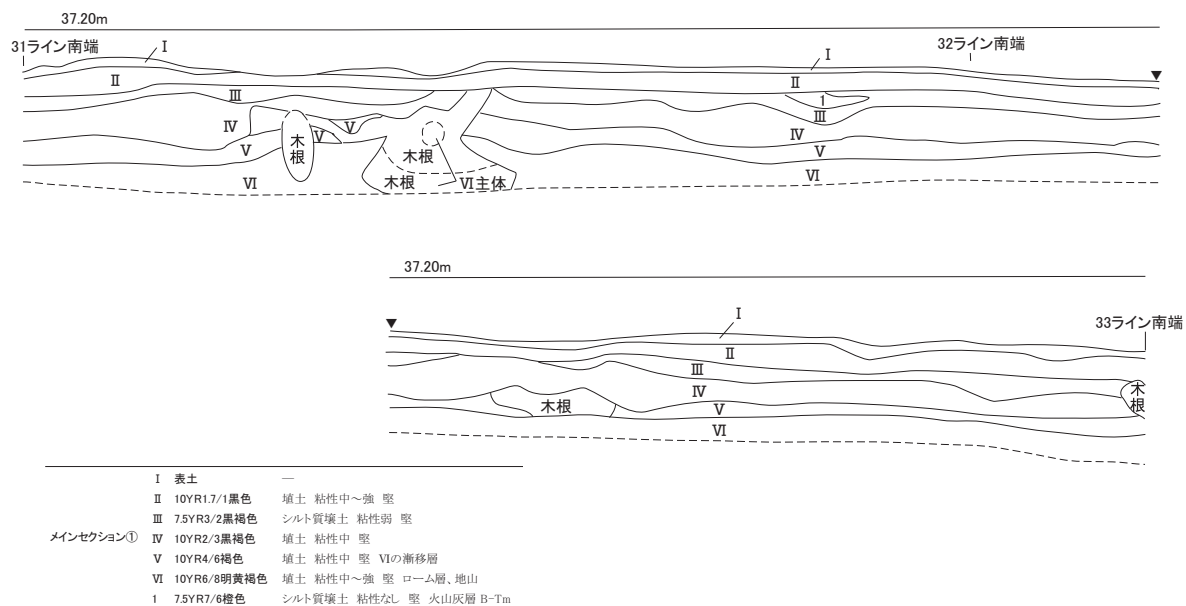 37.20m
31ライン南端
Ⅰ
32ライン南端
Ⅰ
Ⅱ
Ⅱ
Ⅲ
1
Ⅲ
Ⅳ
Ⅴ
Ⅴ
Ⅳ
木根
Ⅴ
木根
Ⅴ
Ⅵ
木根
Ⅵ主体
Ⅵ
37.20m
Ⅰ
33ライン南端
Ⅱ
Ⅲ
Ⅳ
木根
木根
Ⅴ
Ⅵ
Ⅰ 表土 ―
Ⅱ 10YR1.7/1黒色 埴土 粘性中～強 堅
Ⅲ 7.5YR3/2黒褐色 シルト質壌土 粘性弱 堅
メインセクション① Ⅳ 10YR2/3黒褐色 埴土 粘性中 堅
Ⅴ 10YR4/6褐色 埴土 粘性中 堅 Ⅵの漸移層
Ⅵ 10YR6/8明黄褐色 埴土 粘性中～強 堅 ローム層、地山
1 7.5YR7/6橙色 シルト質壌土 粘性なし 堅 火山灰層 B-Tm